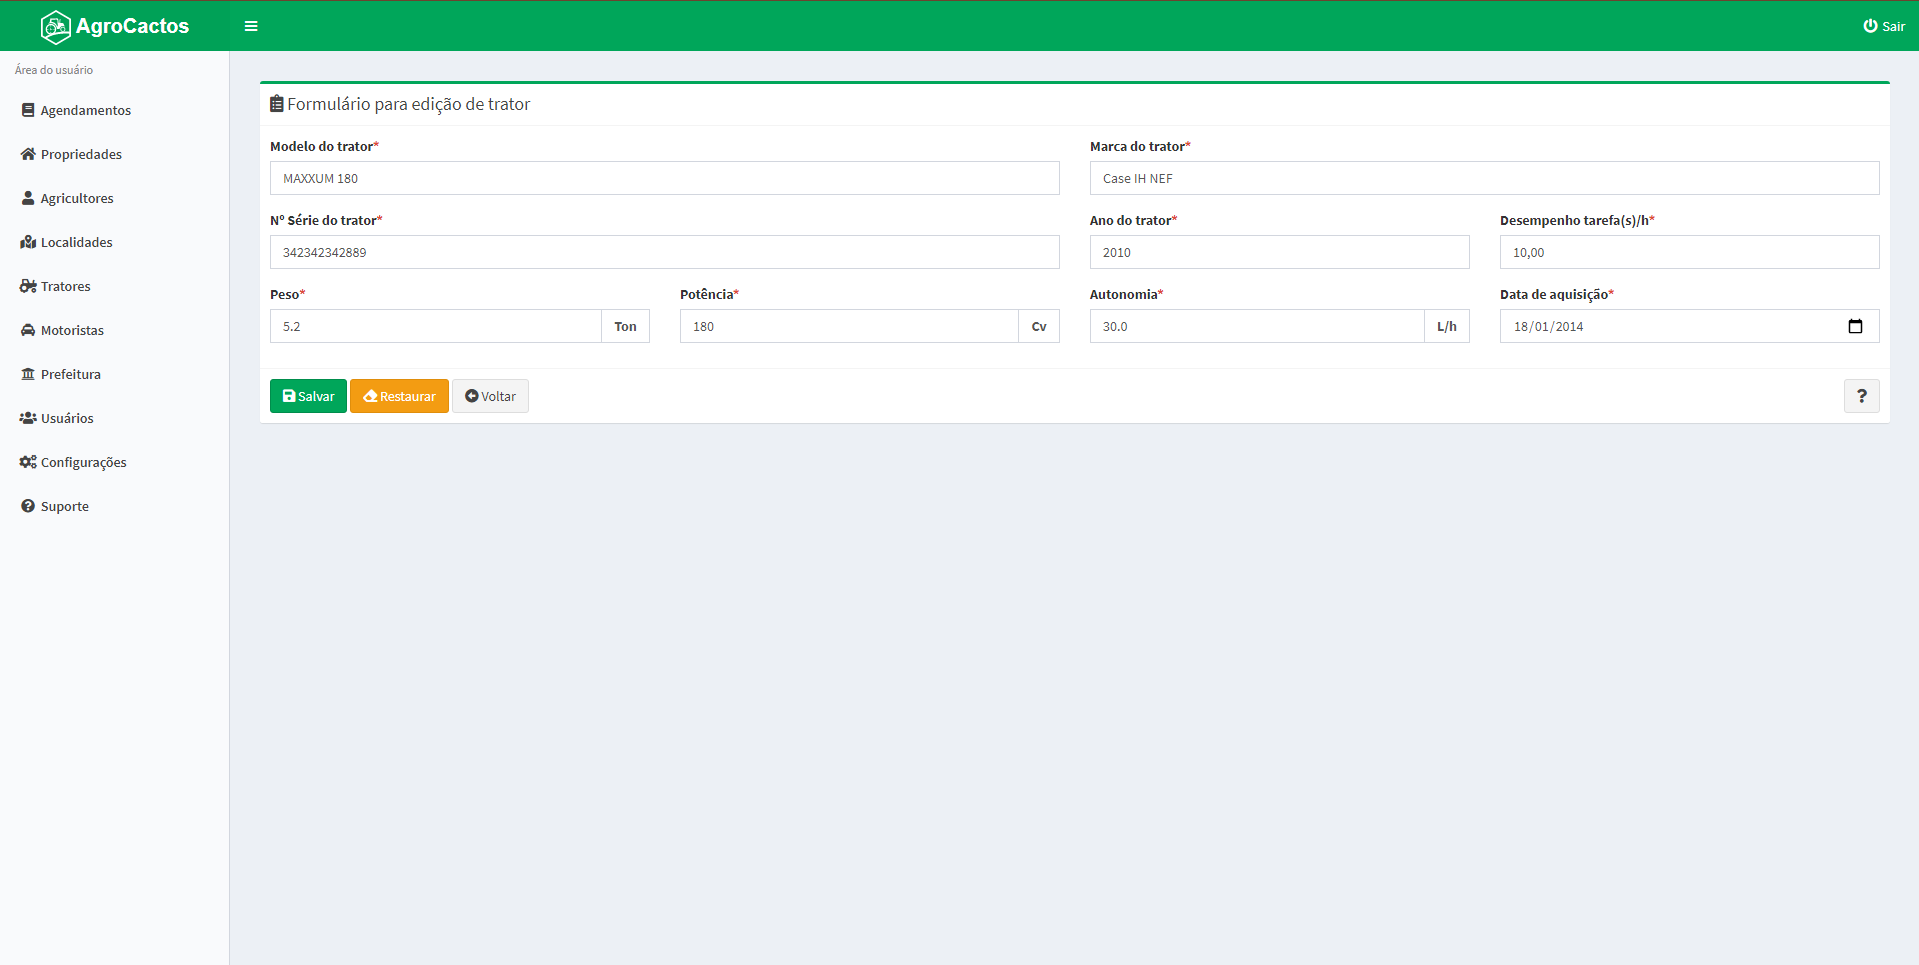 AgroCactos
Sair
Área do usuário
Agendamentos
Propriedades
Agricultores
Localidades
Tratores
Motoristas
Prefeitura
Usuários
Configurações
Suporte
Formulário para edição de trator
Modelo do trator* Marca do trator*
MAXXUM 180 Case IH NEF
Nº Série do trator* Ano do trator* Desempenho tarefa(s)/h*
342342342889 2010 10,00
Peso* Potência* Autonomia* Data de aquisição*
5.2 Ton 180 Cv 30.0 L/h 18/01/2014
Salvar Restaurar Voltar ?